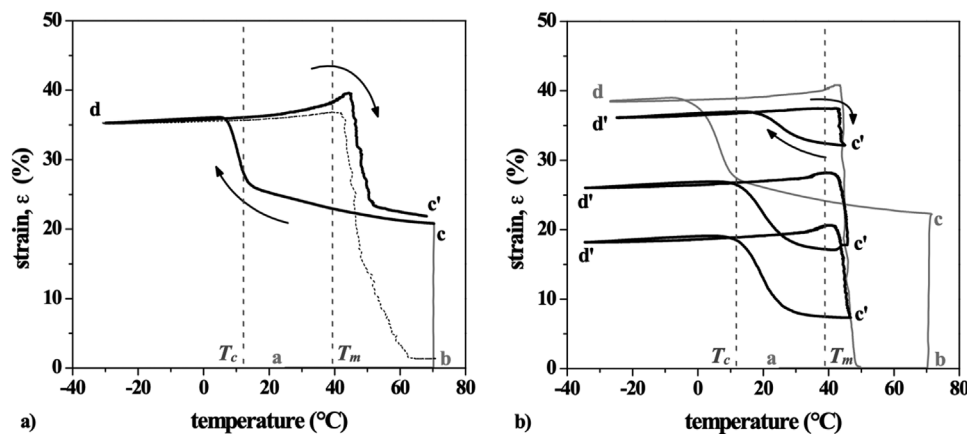 50
40
30
20
10
0
strain, ε (%)
d
c'
c
b
a
T_c
T_m
-40 -20 0 20 40 60 80
temperature (°C)
a)
50
40
30
20
10
0
strain, ε (%)
d
d'
c'
d'
c
c'
d'
c'
T_c
a
T_m
b
-40 -20 0 20 40 60 80
temperature (°C)
b)